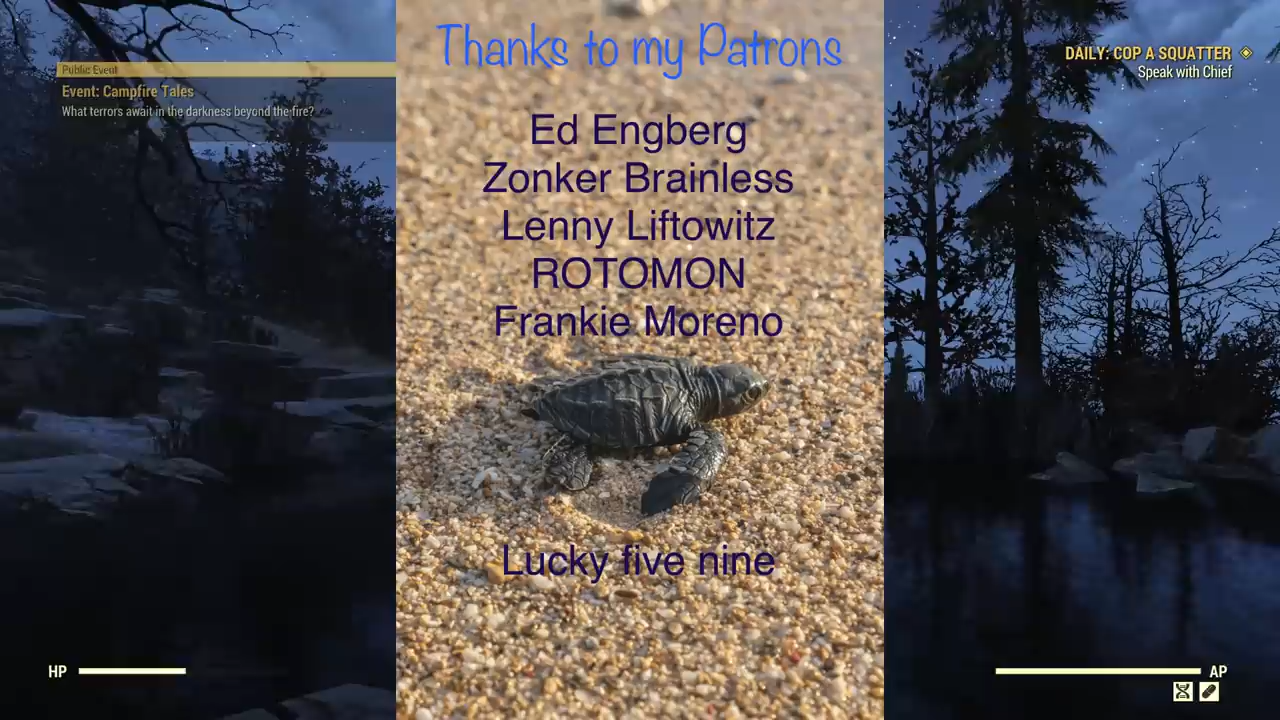 Public Event
Event: Campfire Tales
What terrors await in the darkness beyond the fire?
Thanks to my Patrons
Ed Engberg
Zonker Brainless
Lenny Liftowitz
ROTOMON
Frankie Moreno
Lucky five nine
DAILY: COP A SQUATTER
Speak with Chief
HP
AP